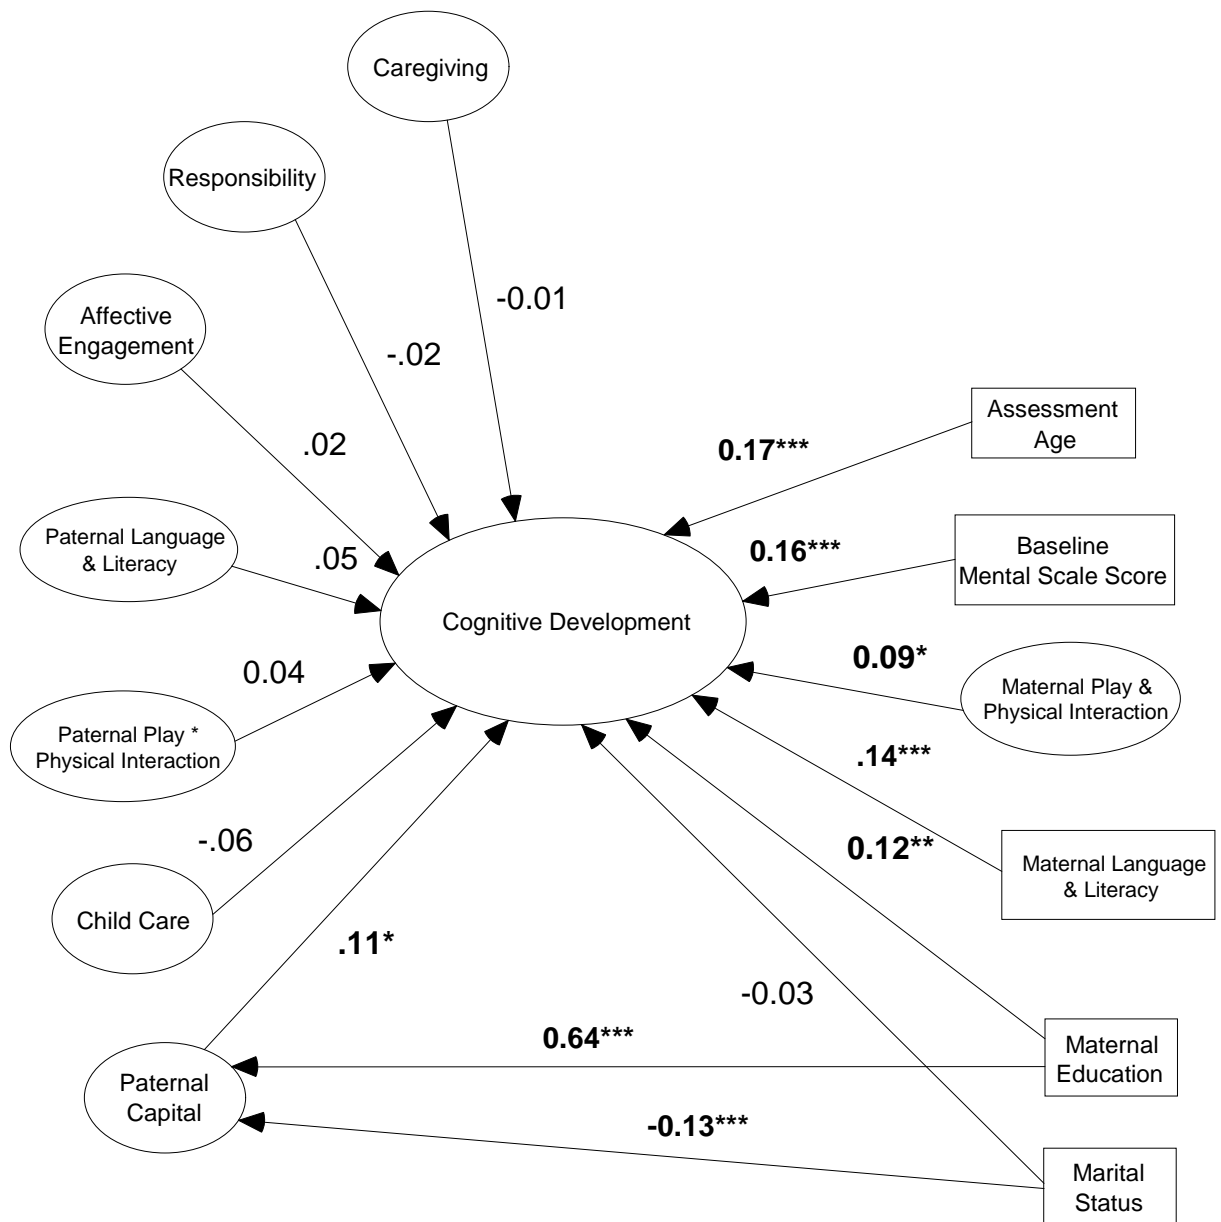 Caregiving
Responsibility
-0.01
Affective
Engagement
-.02
Assessment
Age
0.17***
.02
Paternal Language
& Literacy
.05
Baseline
Mental Scale Score
0.16***
Cognitive Development
0.04
0.09*
Maternal Play &
Physical Interaction
Paternal Play *
Physical Interaction
.14***
-.06
0.12**
Maternal Language
& Literacy
Child Care
.11*
-0.03
0.64***
Maternal
Education
Paternal
Capital
-0.13***
Marital
Status